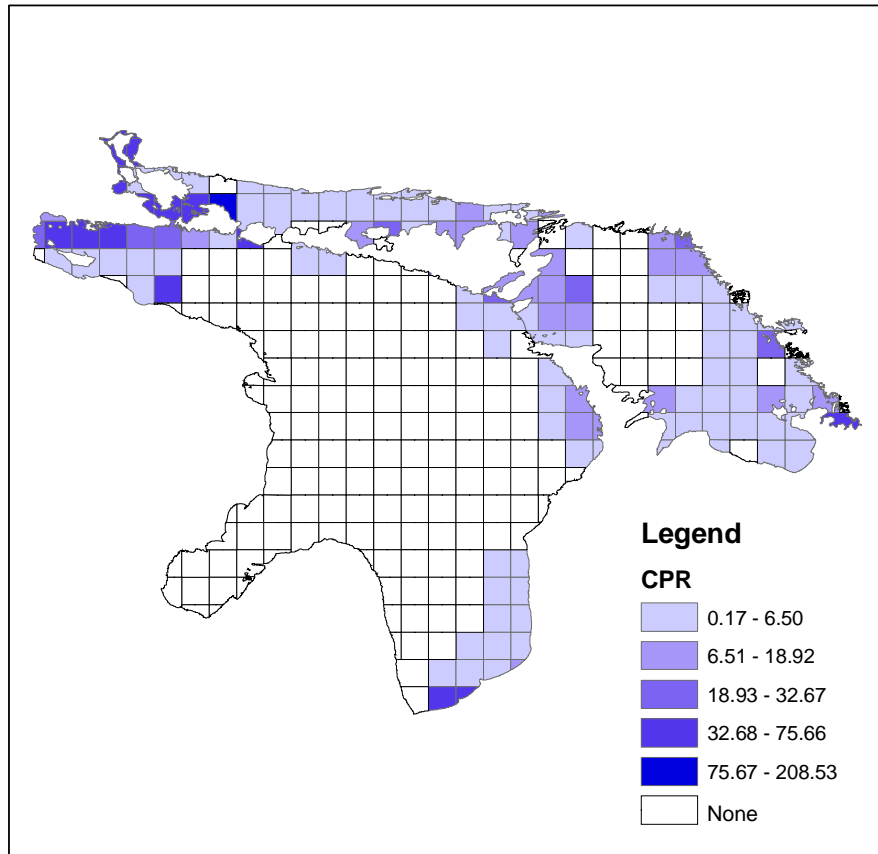 Legend
CPR
0.17 - 6.50
6.51 - 18.92
18.93 - 32.67
32.68 - 75.66
75.67 - 208.53
None